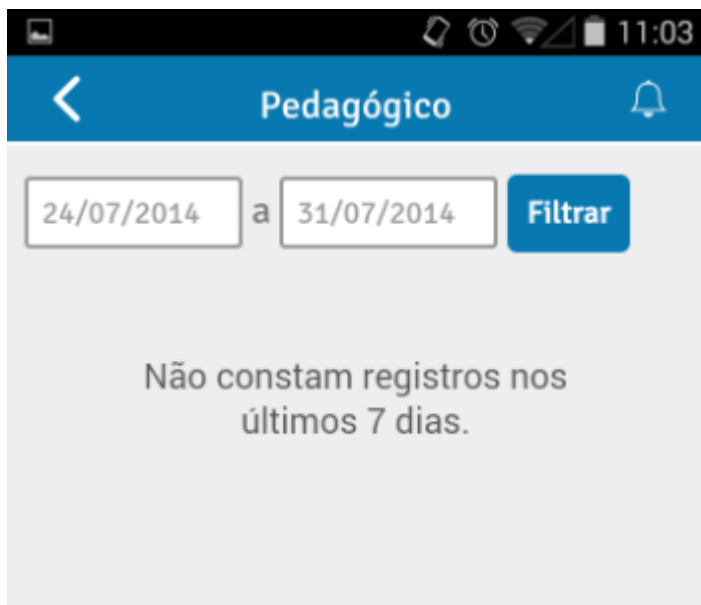 11:03
Pedagógico
24/07/2014 a 31/07/2014 Filtrar
Não constam registros nos
últimos 7 dias.